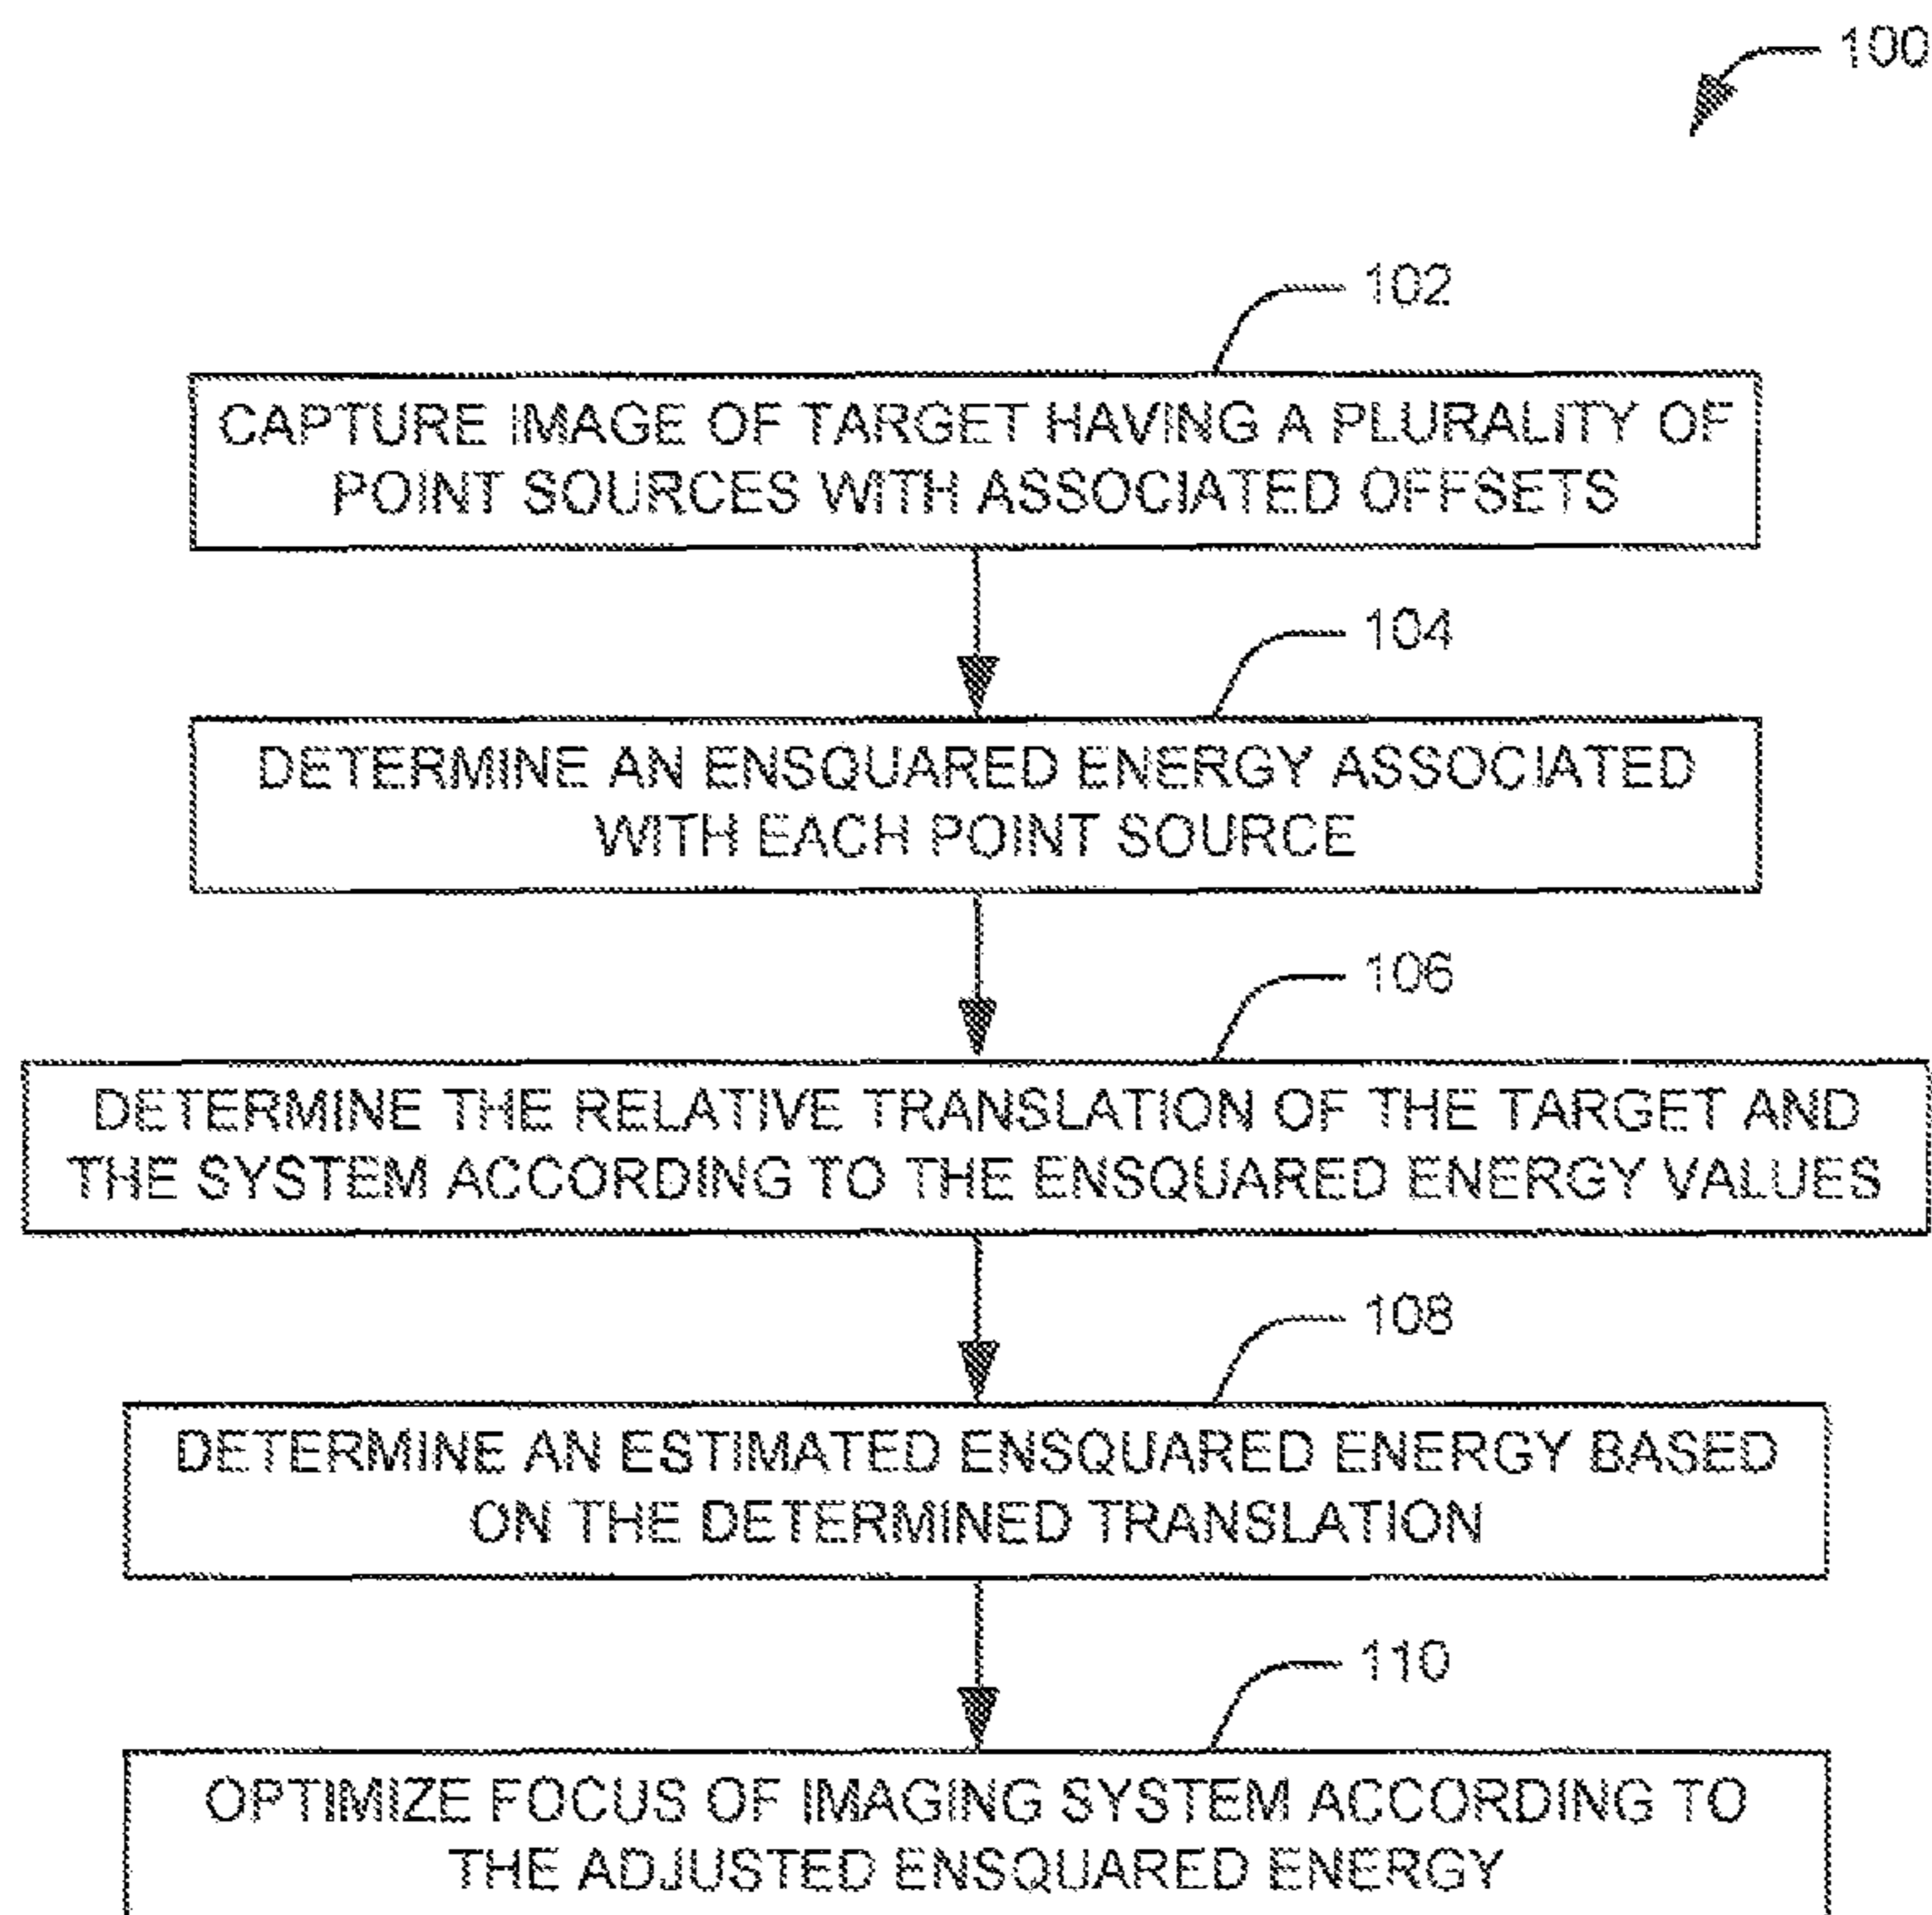 100
102
CAPTURE IMAGE OF TARGET HAVING A PLURALITY OF
POINT SOURCES WITH ASSOCIATED OFFSETS
104
DETERMINE AN ENSQUARED ENERGY ASSOCIATED
WITH EACH POINT SOURCE
106
DETERMINE THE RELATIVE TRANSLATION OF THE TARGET AND
THE SYSTEM ACCORDING TO THE ENSQUARED ENERGY VALUES
108
DETERMINE AN ESTIMATED ENSQUARED ENERGY BASED
ON THE DETERMINED TRANSLATION
110
OPTIMIZE FOCUS OF IMAGING SYSTEM ACCORDING TO
THE ADJUSTED ENSQUARED ENERGY